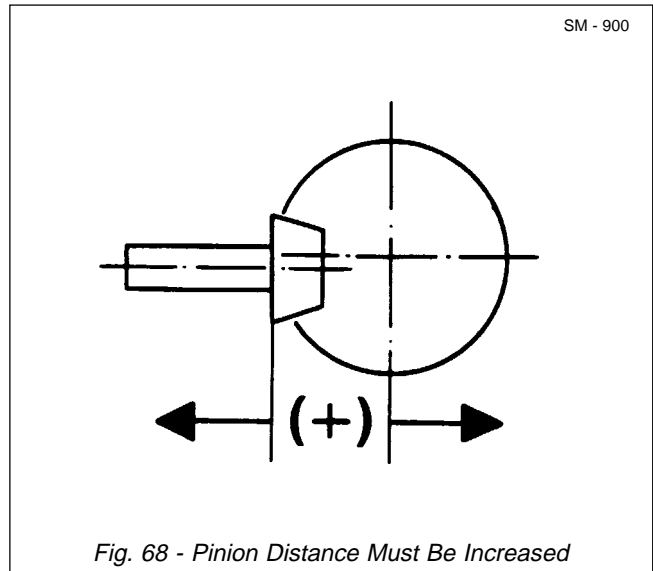 SM - 900
(+)
Fig. 68 - Pinion Distance Must Be Increased